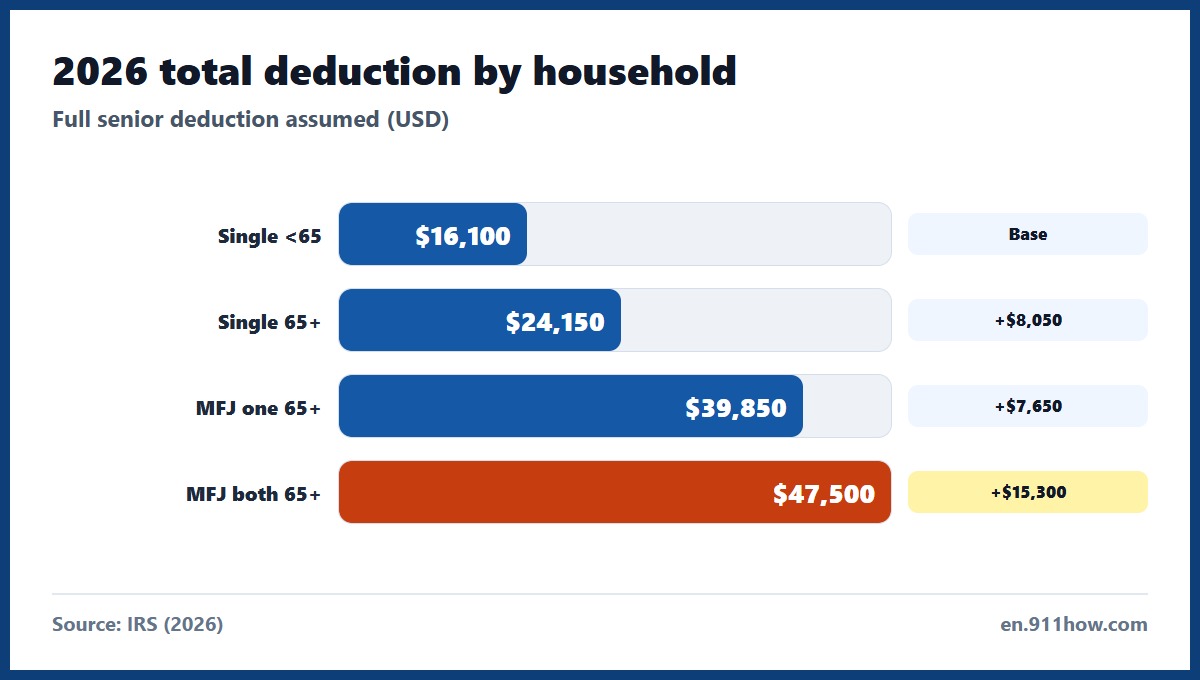 2026 total deduction by household
Full senior deduction assumed (USD)
Single <65 $16,100 Base
Single 65+ $24,150 +$8,050
MFJ one 65+ $39,850 +$7,650
MFJ both 65+ $47,500 +$15,300
Source: IRS (2026) en.911how.com